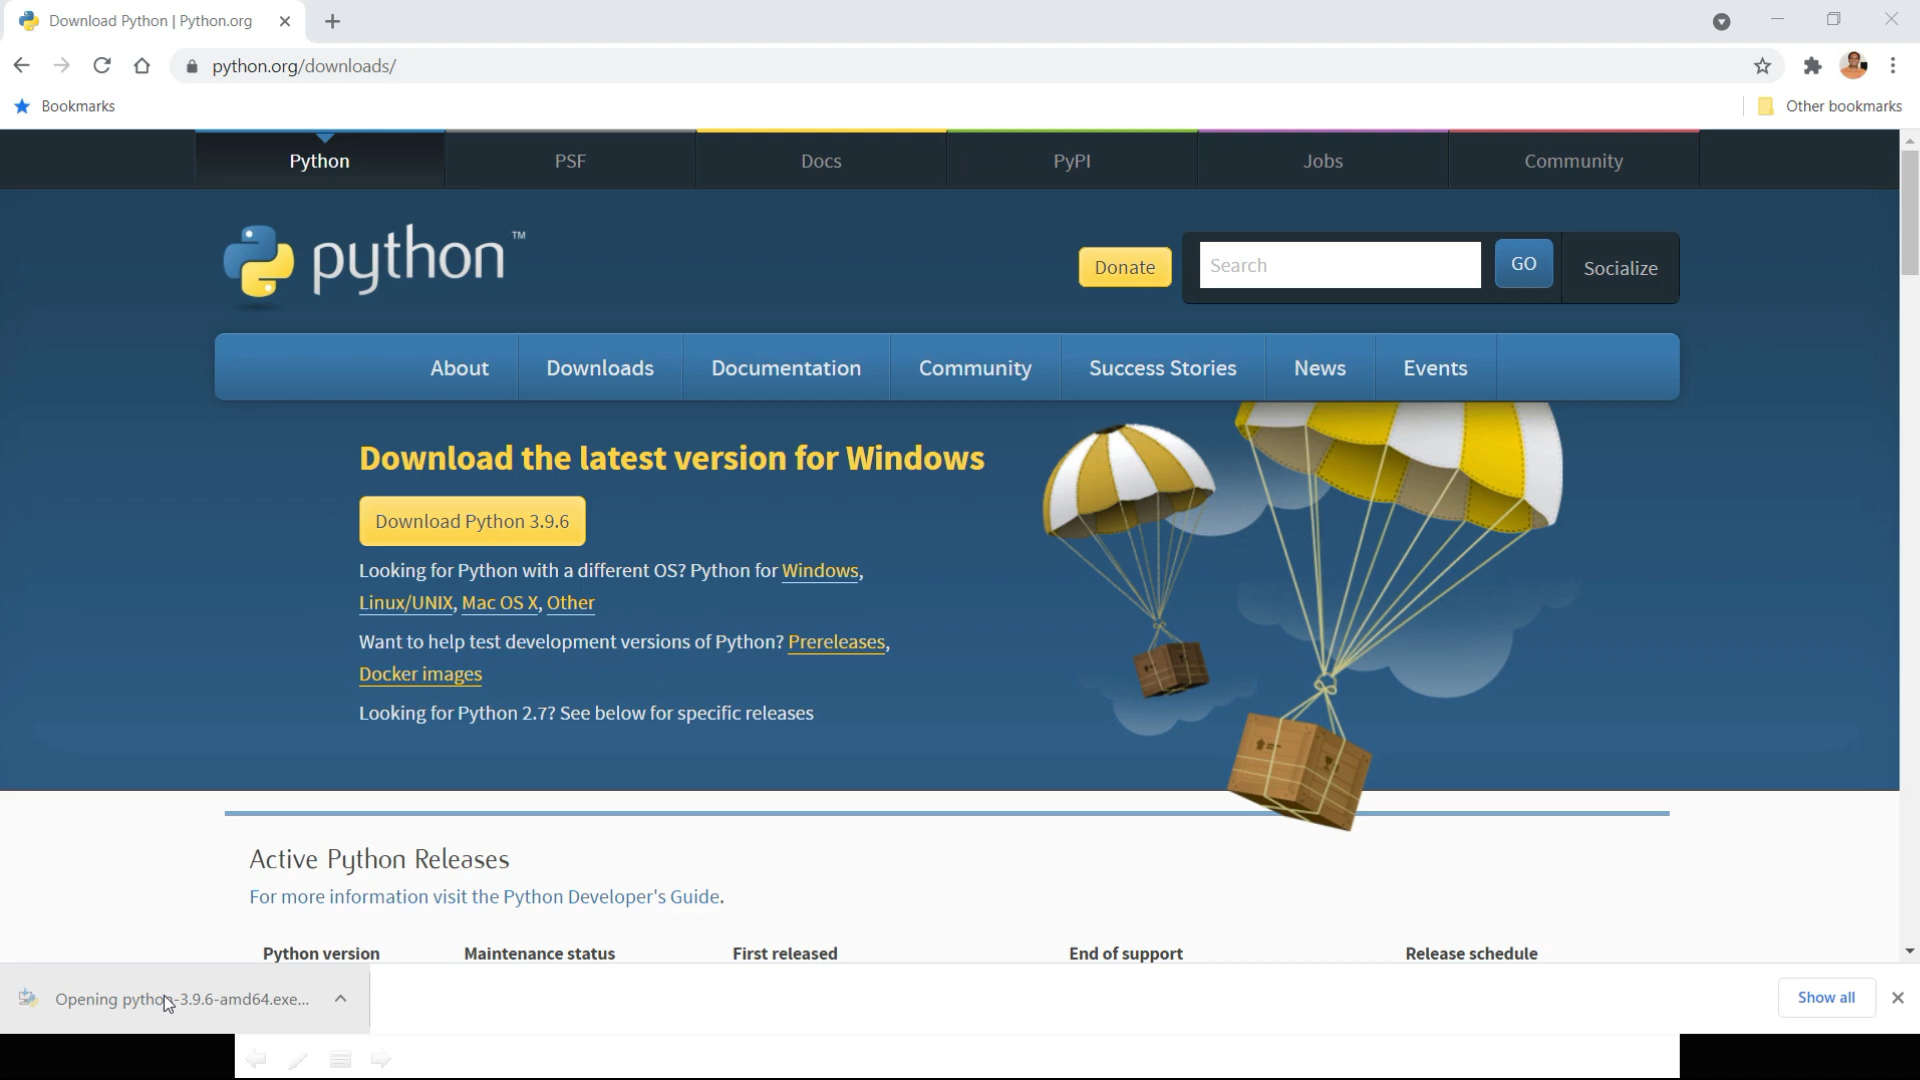 Download Python | Python.org
python.org/downloads/
Bookmarks
Other bookmarks
Python PSF Docs PyPI Jobs Community
python™
Donate Search GO Socialize
About Downloads Documentation Community Success Stories News Events
Download the latest version for Windows
Download Python 3.9.6
Looking for Python with a different OS? Python for Windows,
Linux/UNIX, Mac OS X, Other
Want to help test development versions of Python? Prereleases,
Docker images
Looking for Python 2.7? See below for specific releases
Active Python Releases
For more information visit the Python Developer's Guide.
Python version Maintenance status First released End of support Release schedule
Opening python-3.9.6-amd64.exe...
Show all